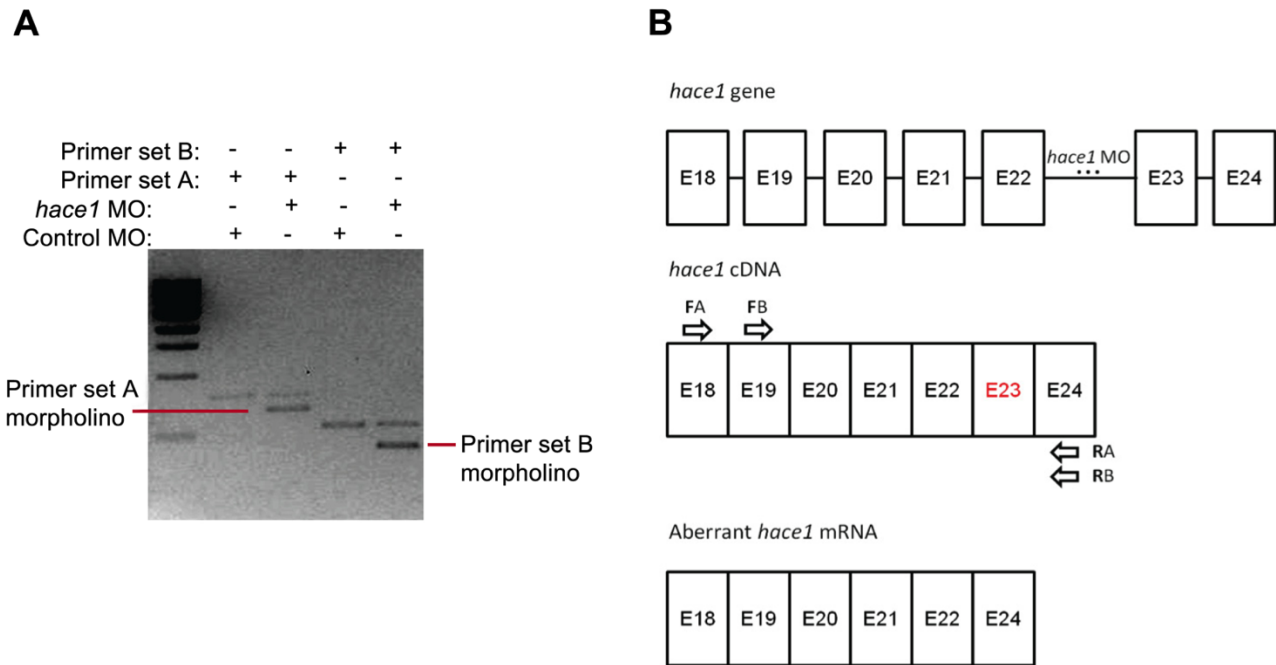 A
Primer set B: - - + +
Primer set A: + + - -
hace1 MO: - + - +
Control MO: + - + -
Primer set A
morpholino
Primer set B
morpholino
B
hace1 gene
hace1 MO
E18 E19 E20 E21 E22 ... E23 E24
hace1 cDNA
FA FB
E18 E19 E20 E21 E22 E23 E24
RA
RB
Aberrant hace1 mRNA
E18 E19 E20 E21 E22 E24